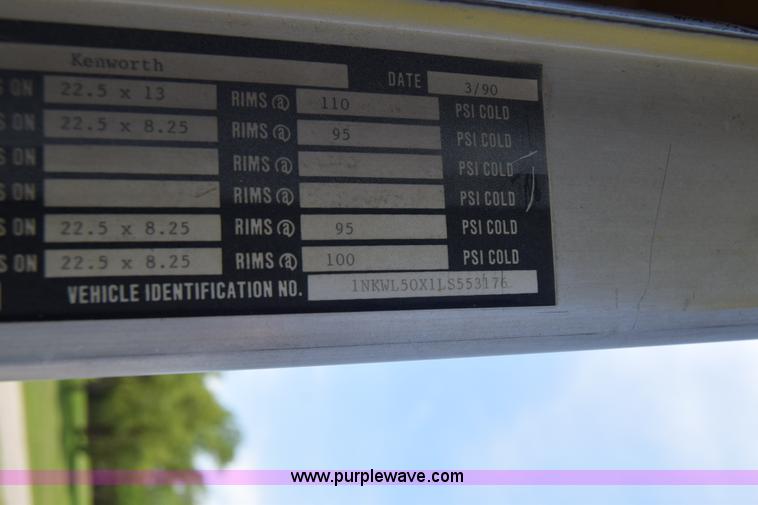 Kenworth DATE 3/90
S ON 22.5 x 13 RIMS @ 110 PSI COLD
S ON 22.5 x 8.25 RIMS @ 95 PSI COLD
S ON RIMS @ PSI COLD
S ON RIMS @ PSI COLD
S ON 22.5 x 8.25 RIMS @ 95 PSI COLD
S ON 22.5 x 8.25 RIMS @ 100 PSI COLD
VEHICLE IDENTIFICATION NO. 1NKWL50X1LS553176
www.purplewave.com